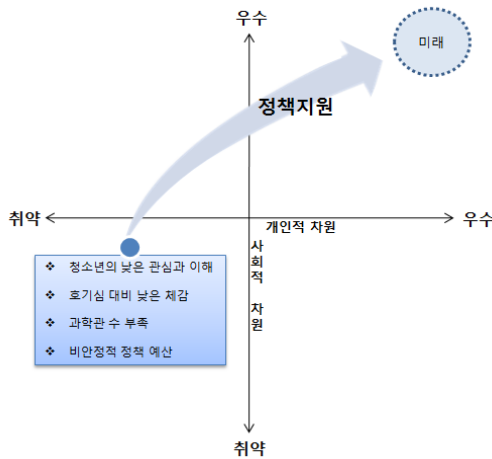 우수
미래
정책지원
취약
우수
개인적 차원
사회적 차원
❖ 청소년의 낮은 관심과 이해
❖ 호기심 대비 낮은 체감
❖ 과학관 수 부족
❖ 비안정적 정책 예산
취약